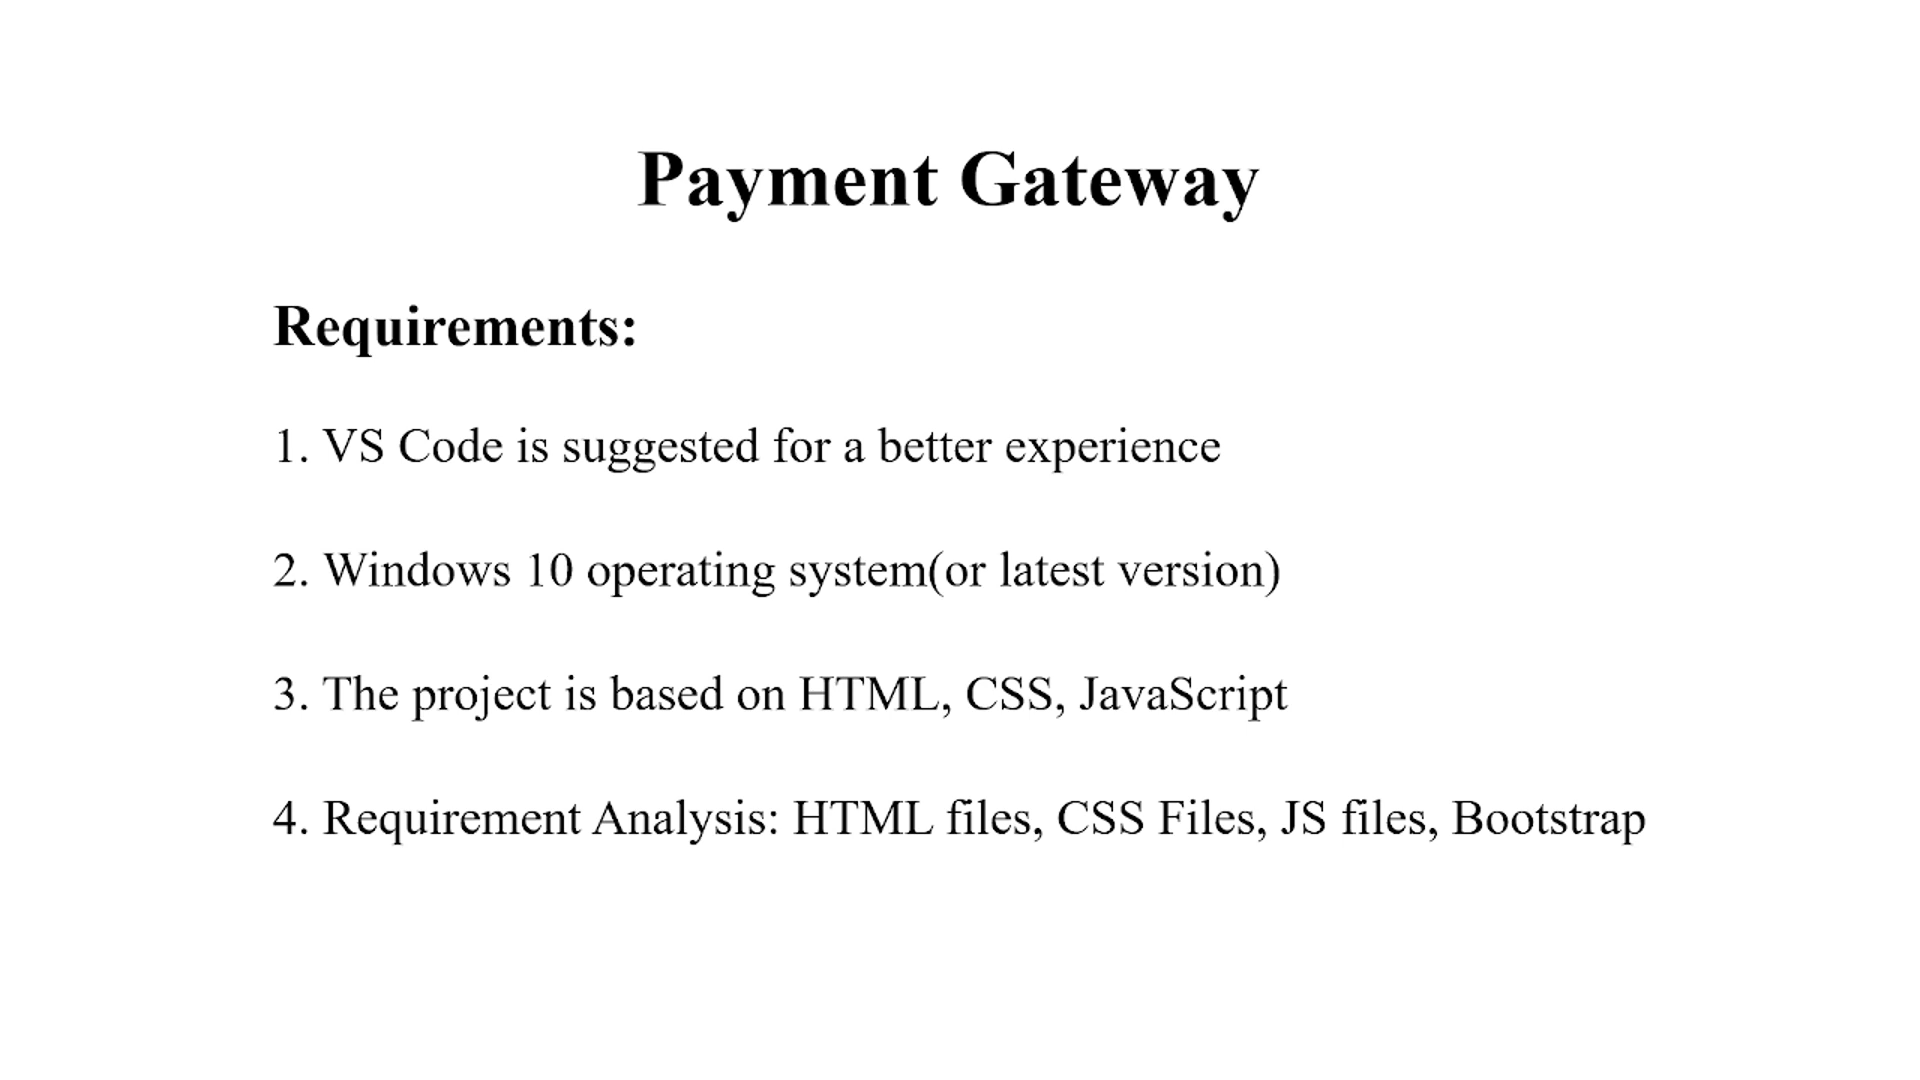 Payment Gateway
Requirements:
1. VS Code is suggested for a better experience
2. Windows 10 operating system(or latest version)
3. The project is based on HTML, CSS, JavaScript
4. Requirement Analysis: HTML files, CSS Files, JS files, Bootstrap